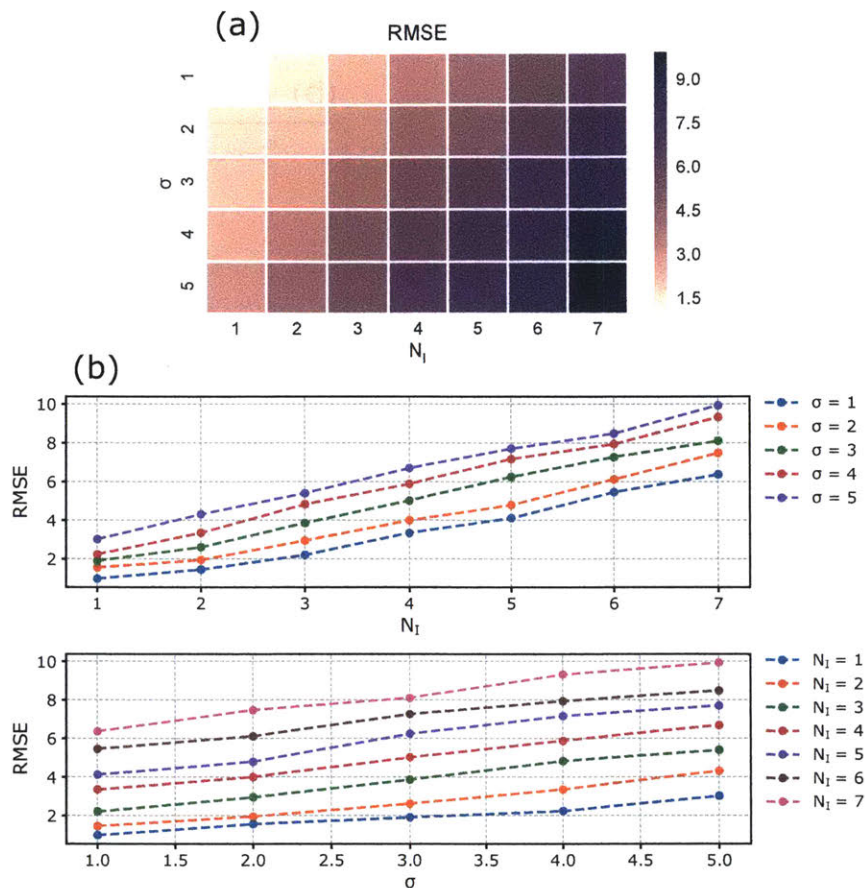 (a)
RMSE
1
2
3
4
5
σ
1 2 3 4 5 6 7
N_I
9.0
7.5
6.0
4.5
3.0
1.5
(b)
10
8
6
4
2
RMSE
1 2 3 4 5 6 7
N_I
σ = 1
σ = 2
σ = 3
σ = 4
σ = 5
10
8
6
4
2
RMSE
1.0 1.5 2.0 2.5 3.0 3.5 4.0 4.5 5.0
σ
N_I = 1
N_I = 2
N_I = 3
N_I = 4
N_I = 5
N_I = 6
N_I = 7